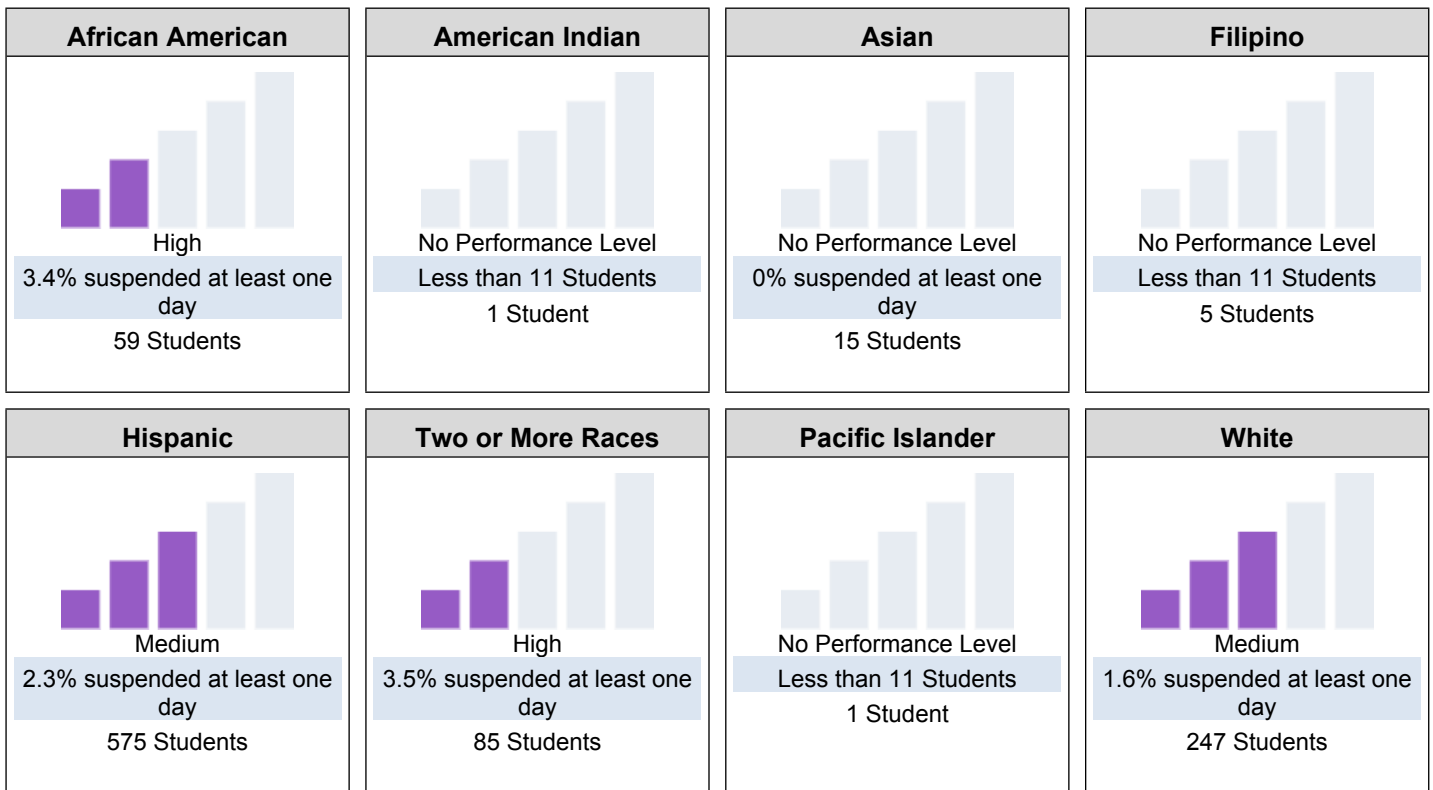 African American
High
3.4% suspended at least one
day
59 Students
American Indian
No Performance Level
Less than 11 Students
1 Student
Asian
No Performance Level
0% suspended at least one
day
15 Students
Filipino
No Performance Level
Less than 11 Students
5 Students
Hispanic
Medium
2.3% suspended at least one
day
575 Students
Two or More Races
High
3.5% suspended at least one
day
85 Students
Pacific Islander
No Performance Level
Less than 11 Students
1 Student
White
Medium
1.6% suspended at least one
day
247 Students